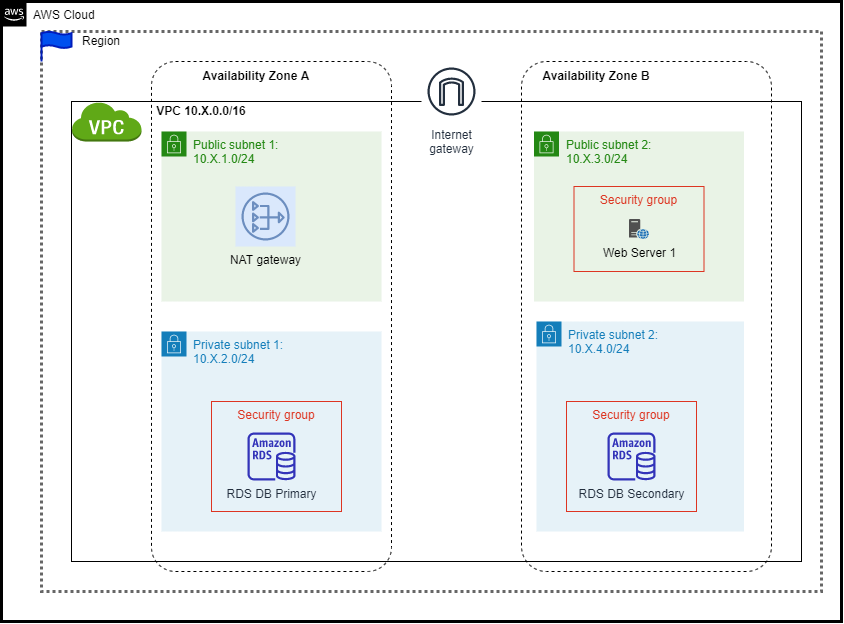 aws
AWS Cloud
Region
Availability Zone A
Availability Zone B
VPC
VPC 10.X.0.0/16
Internet
gateway
Public subnet 1:
10.X.1.0/24
NAT gateway
Public subnet 2:
10.X.3.0/24
Security group
Web Server 1
Private subnet 1:
10.X.2.0/24
Security group
Amazon
RDS
RDS DB Primary
Private subnet 2:
10.X.4.0/24
Security group
Amazon
RDS
RDS DB Secondary